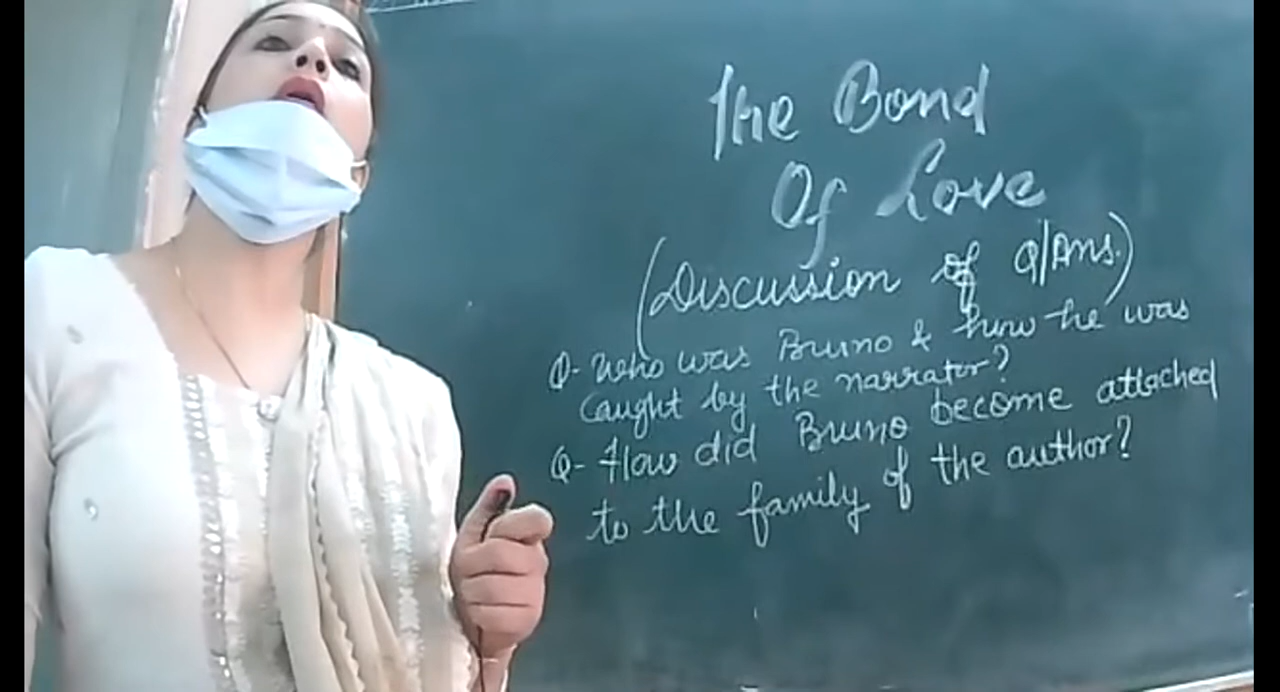 The Bond
Of Love
(Discussion of Q/Ans.)
Q- Who was Bruno & how he was
caught by the narrator?
Q- How did Bruno become attached
to the family of the author?